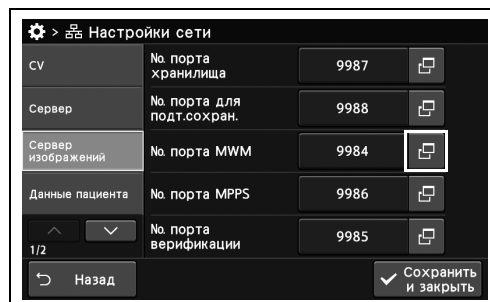 > Настройки сети
CV
Сервер
Сервер
изображений
Данные пациента
1/2
№ порта
хранилища
9987
№ порта для
подт.сохран.
9988
№ порта MWM
9984
№ порта MPPS
9986
№ порта
верификации
9985
Назад
Сохранить
и закрыть